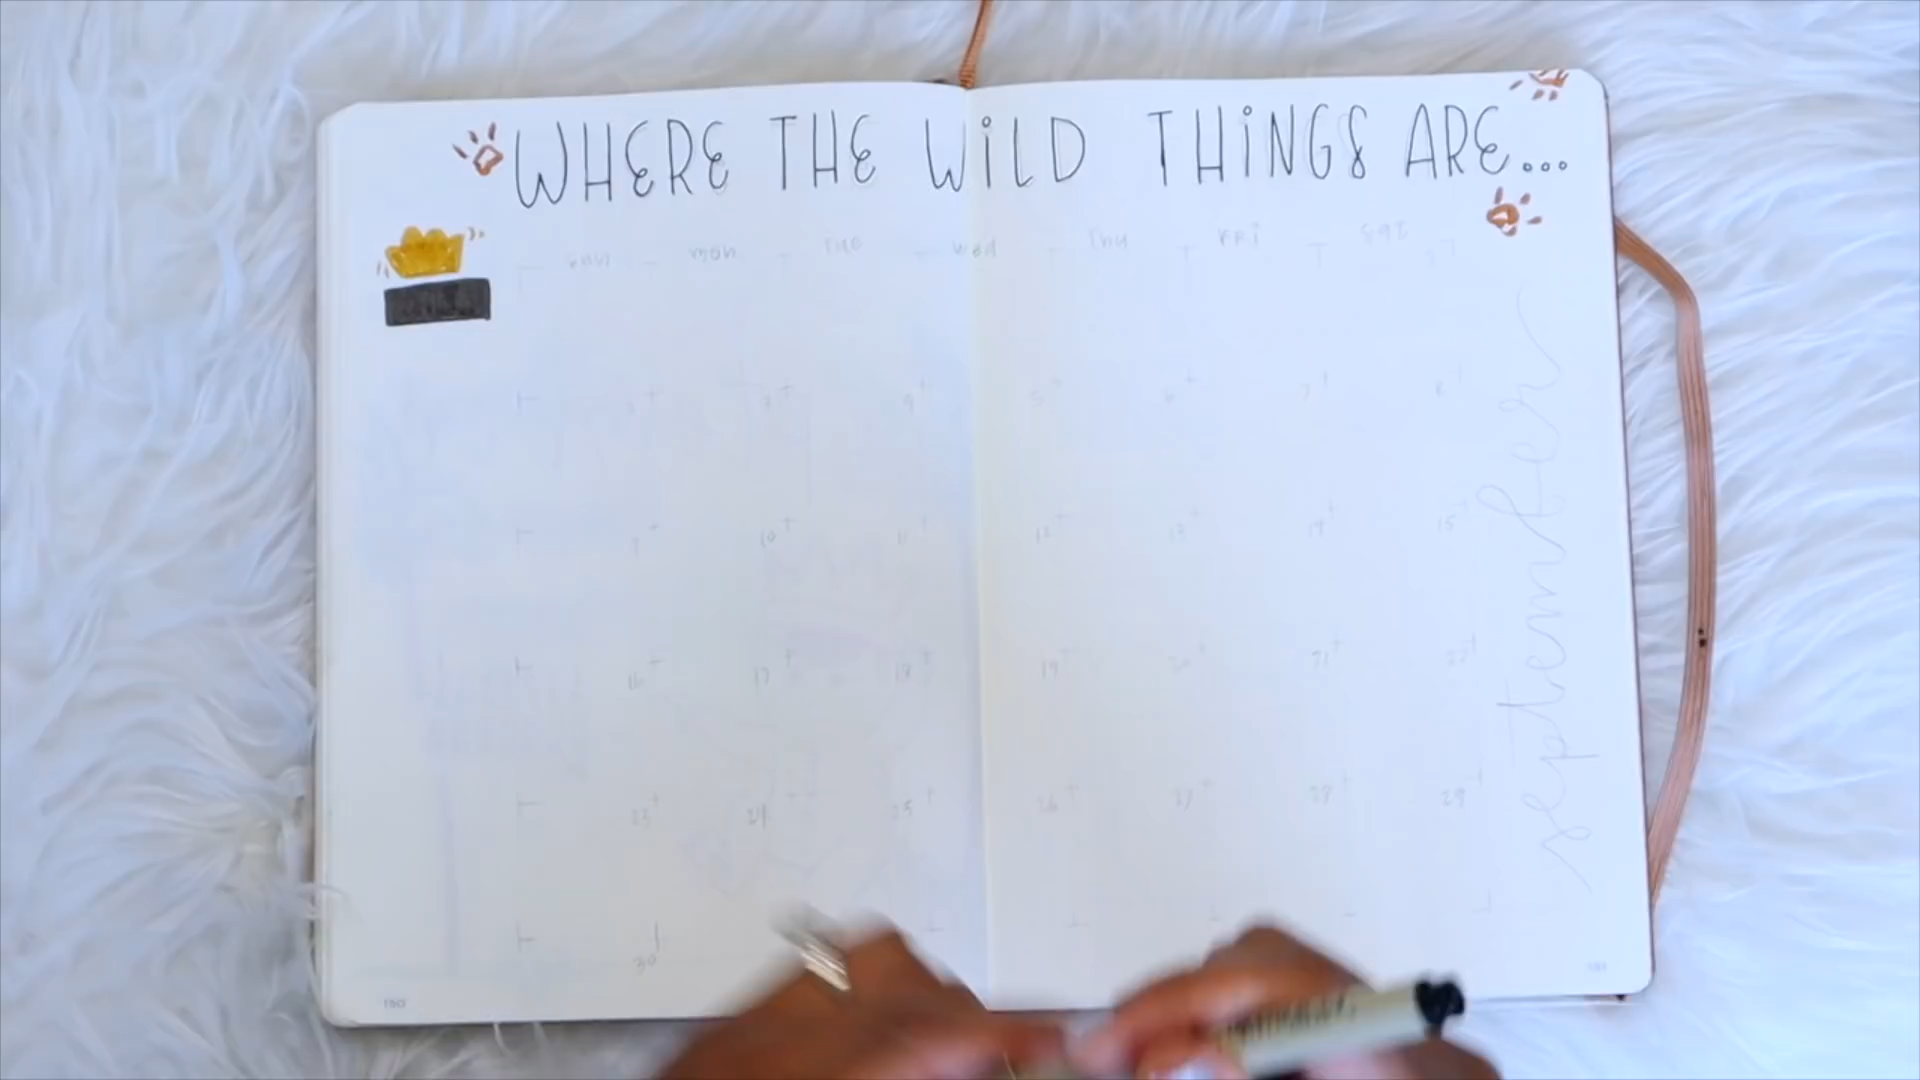 WHERE THE WiLD THiNGS ARE...
sun mon tue wed thu fri sat
2 3 4 5 6 7 8
9 10 11 12 13 14 15
16 17 18 19 20 21 22
23 24 25 26 27 28 29
30
september
150
151